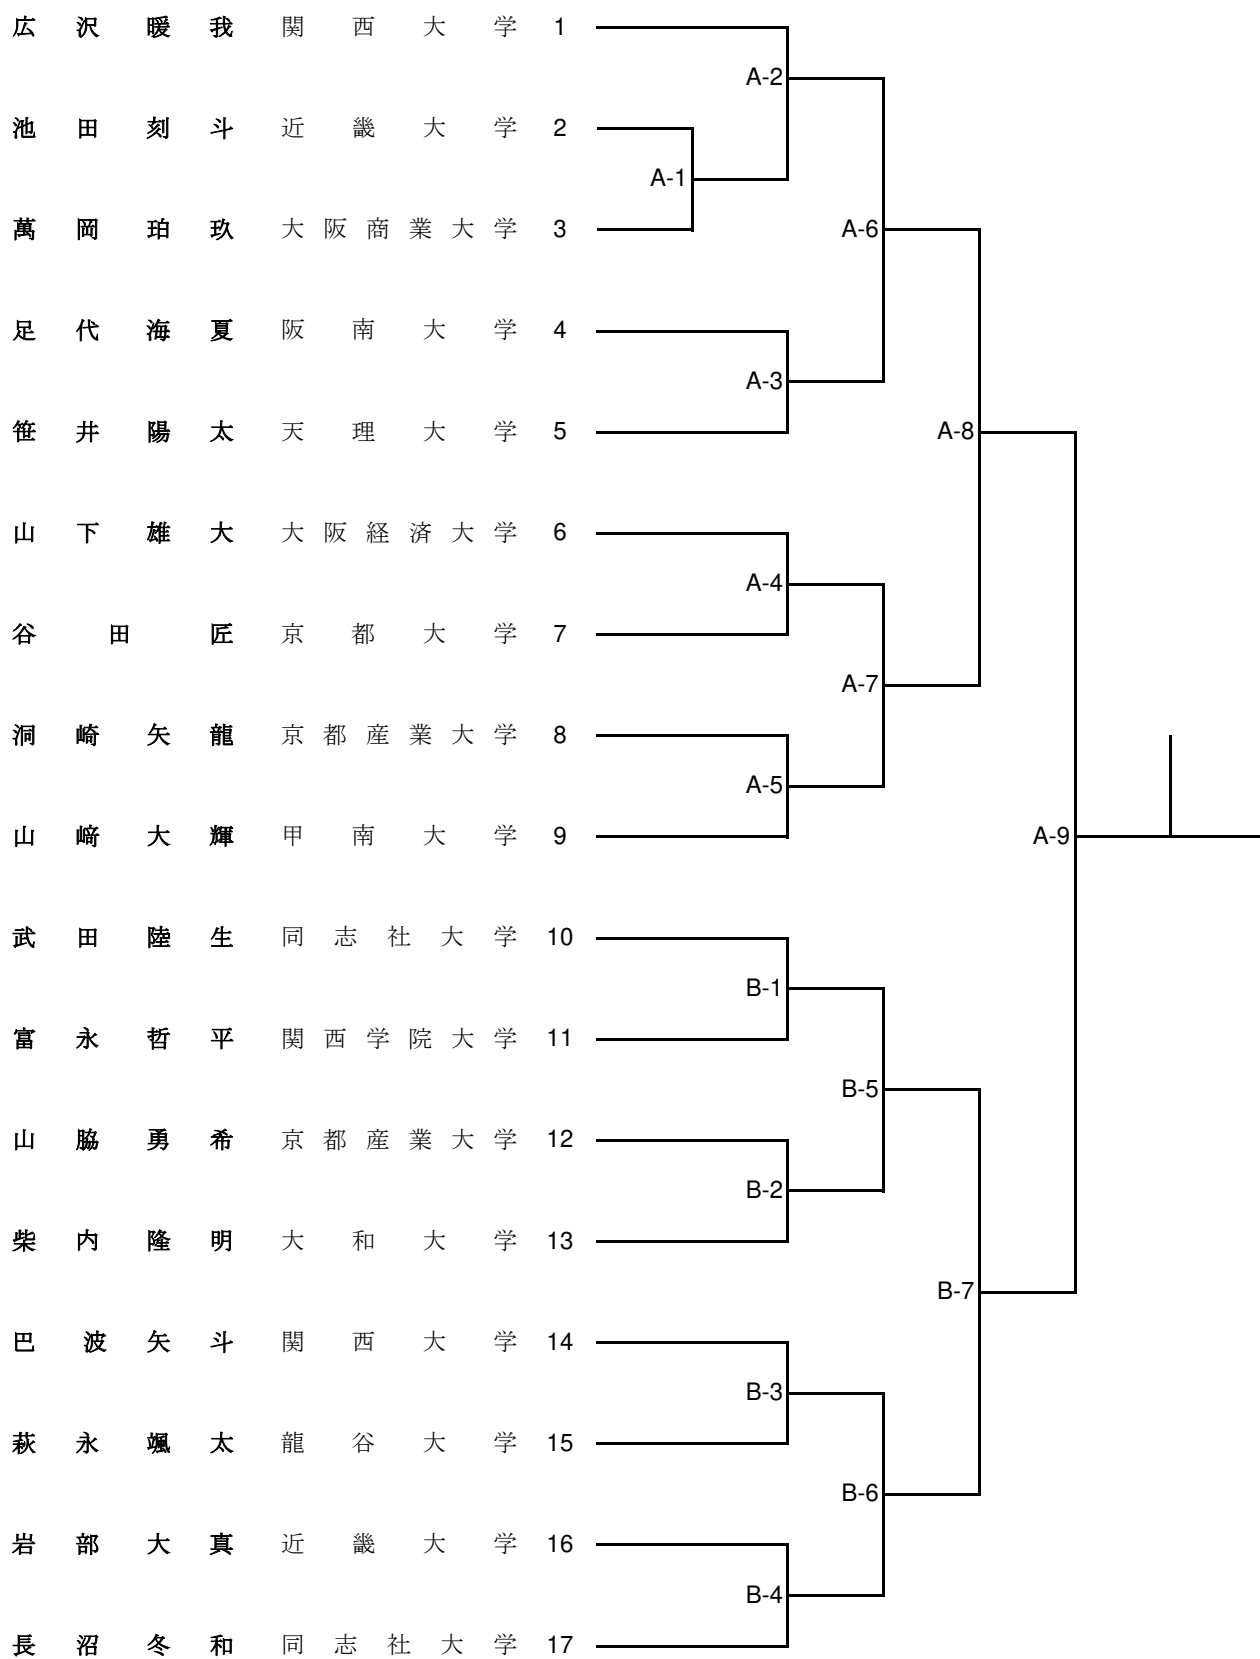 広沢暖我 関西大学 1
A-2
池田刻斗 近畿大学 2
A-1
萬岡珀玖 大阪商業大学 3
A-6
足代海夏 阪南大学 4
A-3
笹井陽太 天理大学 5
A-8
山下雄大 大阪経済大学 6
A-4
谷田匠 京都大学 7
A-7
洞崎矢龍 京都産業大学 8
A-5
山﨑大輝 甲南大学 9
A-9
武田陸生 同志社大学 10
B-1
富永哲平 関西学院大学 11
B-5
山脇勇希 京都産業大学 12
B-2
柴内隆明 大和大学 13
B-7
巴波矢斗 関西大学 14
B-3
萩永颯太 龍谷大学 15
B-6
岩部大真 近畿大学 16
B-4
長沼冬和 同志社大学 17